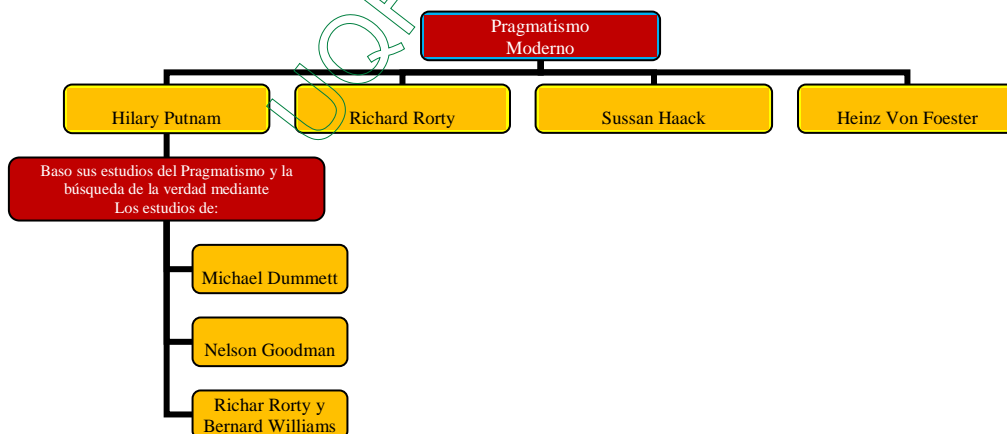 Pragmatismo
Moderno
Hilary Putnam
Richard Rorty
Sussan Haack
Heinz Von Foester
Baso sus estudios del Pragmatismo y la
búsqueda de la verdad mediante
Los estudios de:
Michael Dummett
Nelson Goodman
Richar Rorty y
Bernard Williams